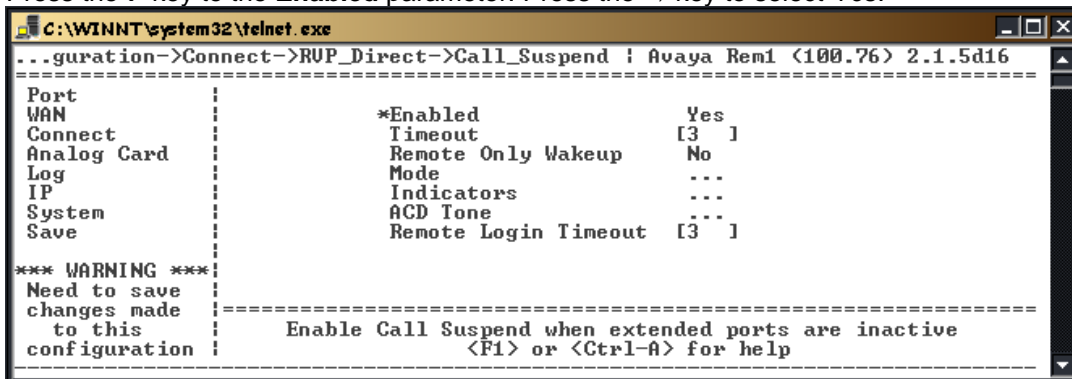 Press the key to the Enabled parameter. Press the key to select Yes.
C:\WINNT\system32\telnet.exe
...guration->Connect->RVP_Direct->Call_Suspend | Avaya Rem1 (100.76) 2.1.5d16
Port
WAN *Enabled Yes
Connect Timeout [3 ]
Analog Card Remote Only Wakeup No
Log Mode ...
IP Indicators ...
System ACD Tone ...
Save Remote Login Timeout [3 ]
*** WARNING ***
Need to save
changes made
to this Enable Call Suspend when extended ports are inactive
configuration <F1> or <Ctrl-A> for help